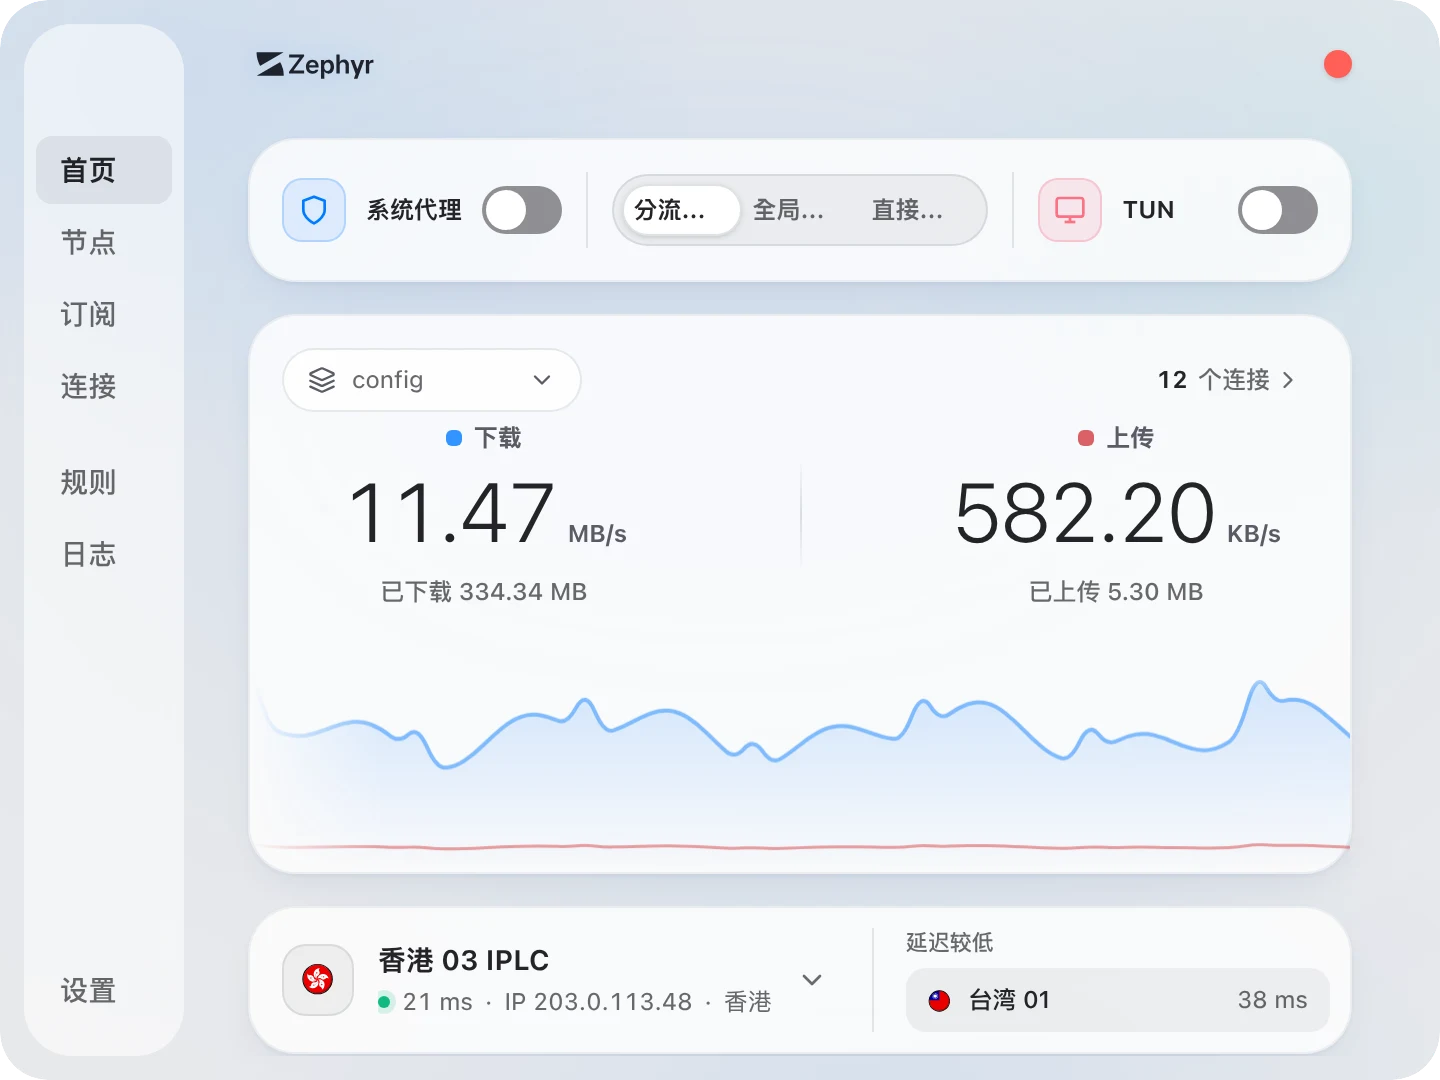 Zephyr
首页
节点
订阅
连接
规则
日志
设置
系统代理
分流...
全局...
直接...
TUN
config
12 个连接
下载
11.47 MB/s
已下载 334.34 MB
上传
582.20 KB/s
已上传 5.30 MB
香港 03 IPLC
21 ms · IP 203.0.113.48 · 香港
延迟较低
台湾 01
38 ms